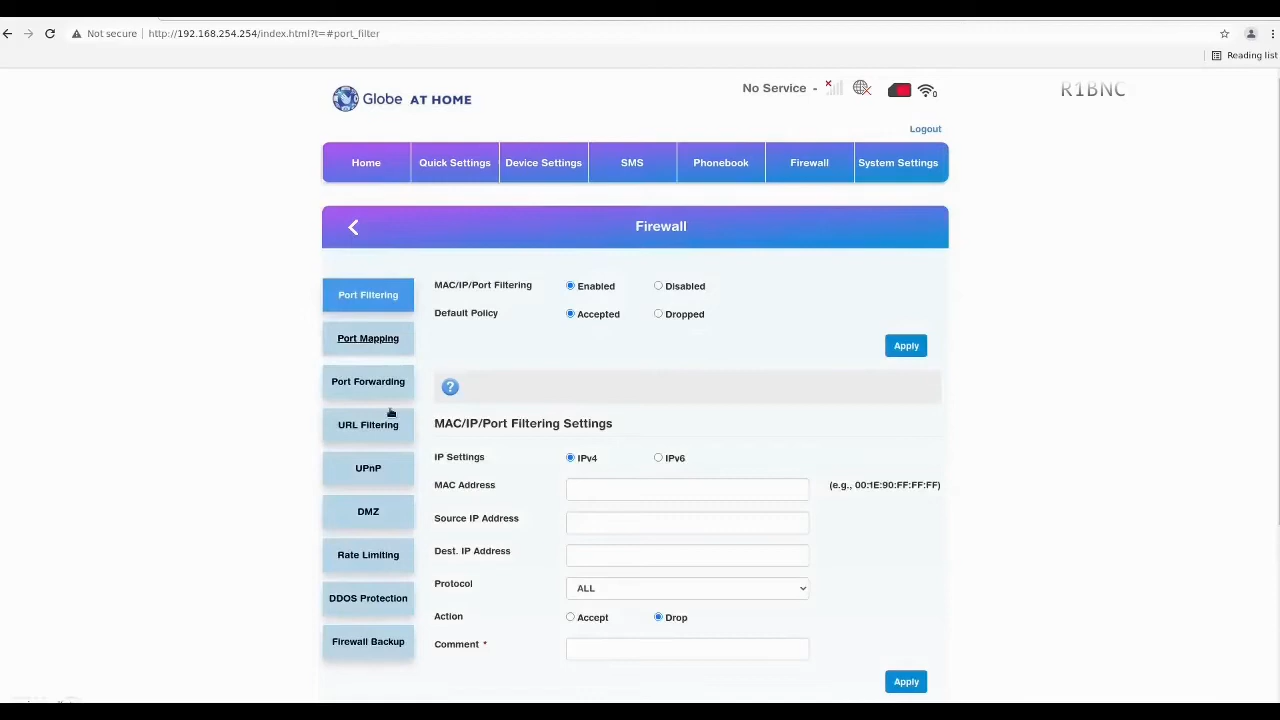 Not secure
http://192.168.254.254/index.html?t=#port_filter
Reading list
Globe AT HOME
No Service -
R1BNC
Logout
Home
Quick Settings
Device Settings
SMS
Phonebook
Firewall
System Settings
Firewall
Port Filtering
Port Mapping
Port Forwarding
URL Filtering
UPnP
DMZ
Rate Limiting
DDOS Protection
Firewall Backup
MAC/IP/Port Filtering Enabled Disabled
Default Policy Accepted Dropped
Apply
?
MAC/IP/Port Filtering Settings
IP Settings IPv4 IPv6
MAC Address (e.g., 00:1E:90:FF:FF:FF)
Source IP Address
Dest. IP Address
Protocol ALL
Action Accept Drop
Comment *
Apply